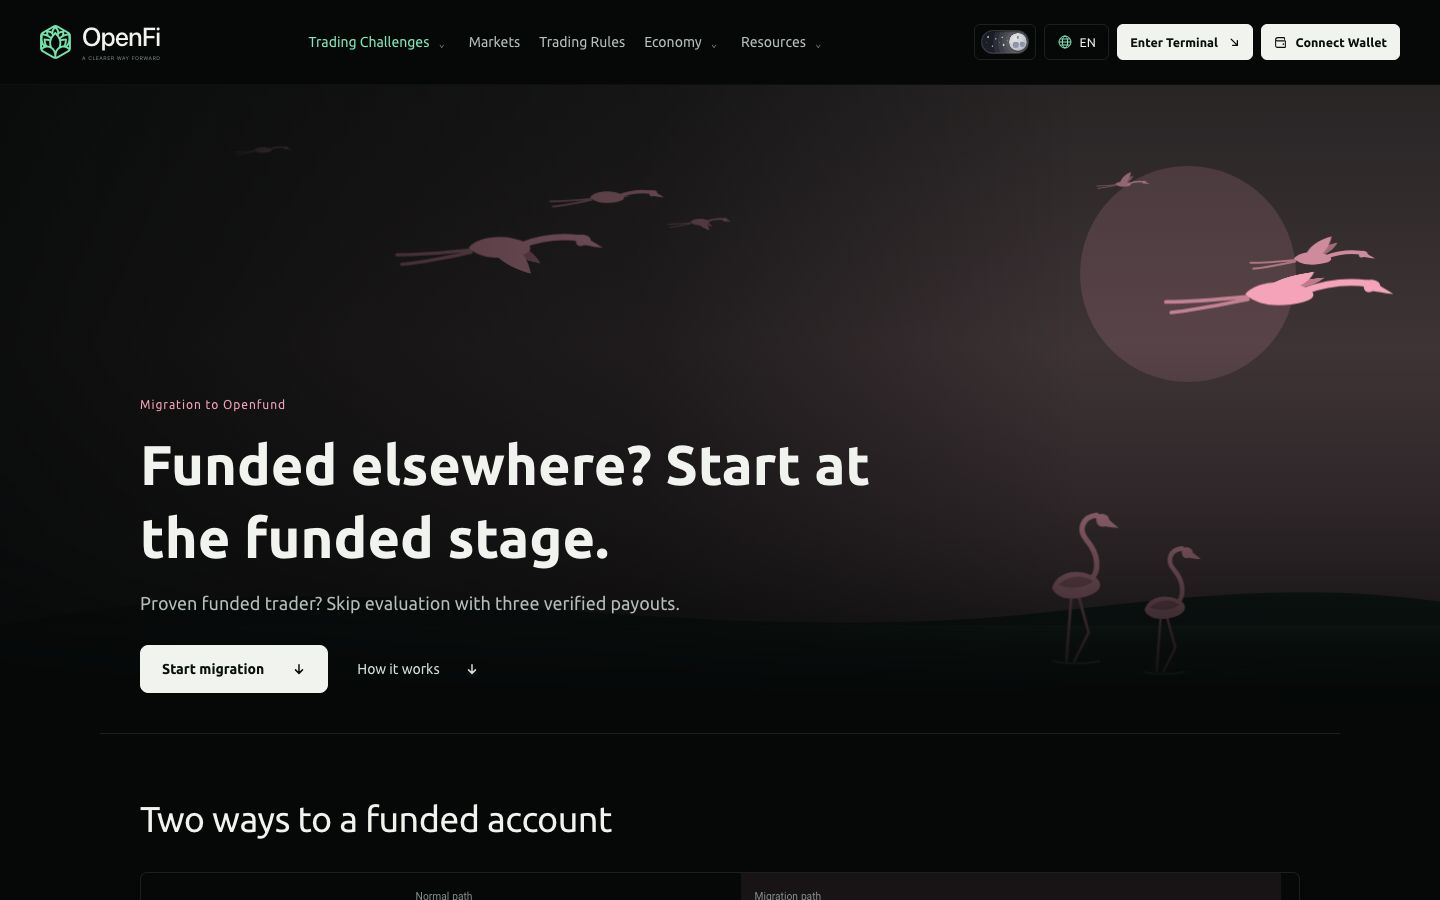 OpenFi
A CLEARER WAY FORWARD
Trading Challenges
Markets
Trading Rules
Economy
Resources
EN
Enter Terminal
Connect Wallet
Migration to Openfund
Funded elsewhere? Start at
the funded stage.
Proven funded trader? Skip evaluation with three verified payouts.
Start migration
How it works
Two ways to a funded account
Normal path
Migration path